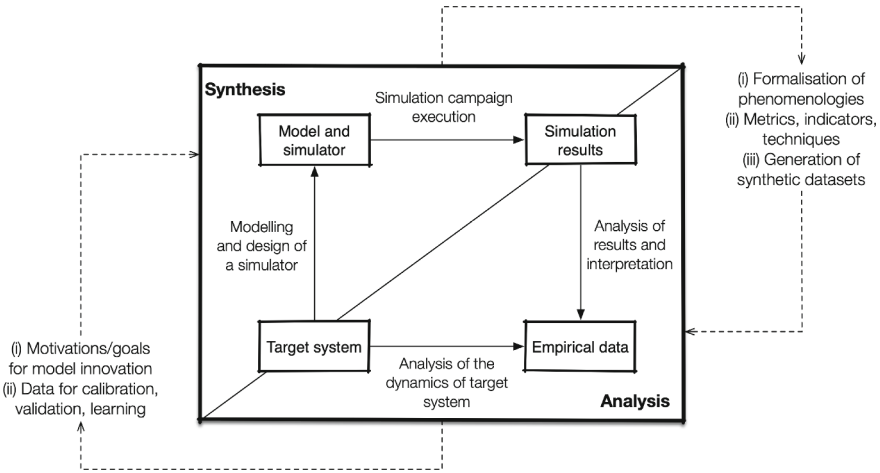 Synthesis
Simulation campaign
execution
Model and
simulator
Simulation
results
(i) Formalisation of
phenomenologies
(ii) Metrics, indicators,
techniques
(iii) Generation of
synthetic datasets
Modelling
and design of
a simulator
Analysis of
results and
interpretation
(i) Motivations/goals
for model innovation
(ii) Data for calibration,
validation, learning
Target system
Analysis of the
dynamics of target
system
Empirical data
Analysis